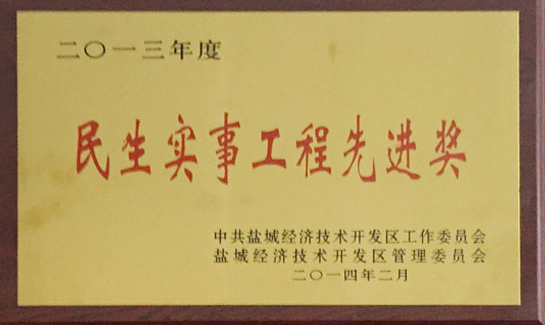 二〇一三年度
民生实事工程先进奖
中共盐城经济技术开发区工作委员会
盐城经济技术开发区管理委员会
二〇一四年二月